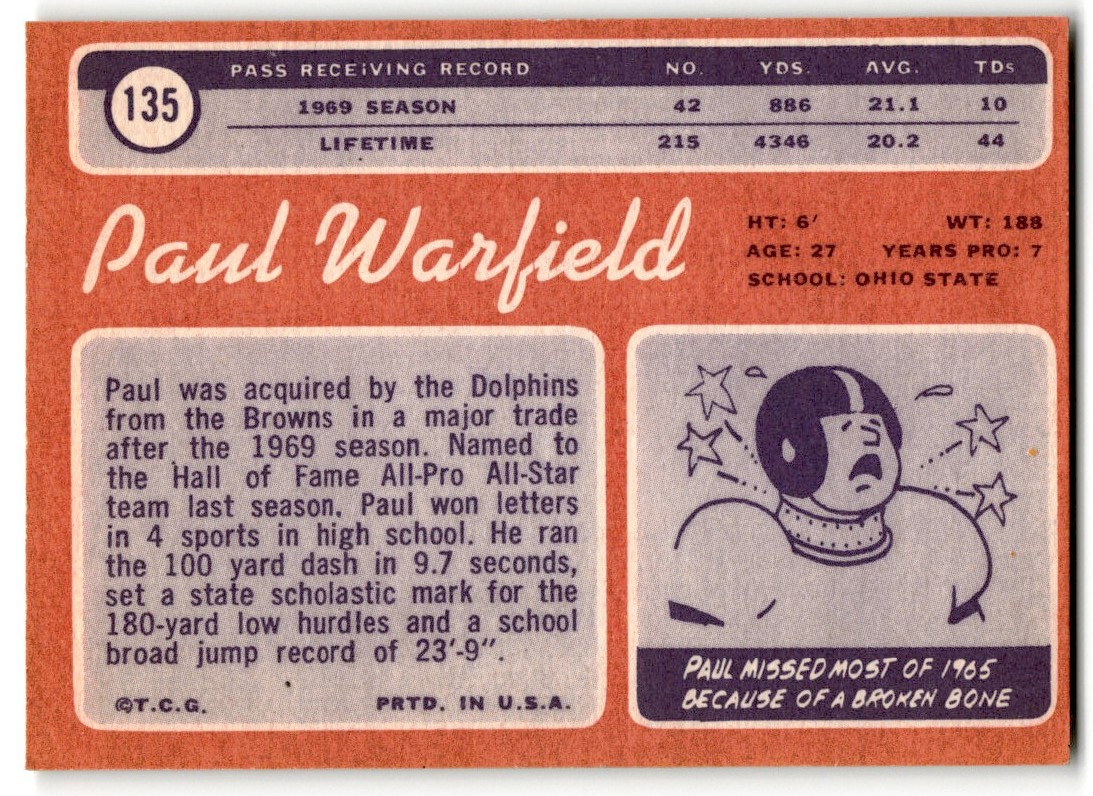 135
PASS RECEIVING RECORD NO. YDS. AVG. TDs
1969 SEASON 42 886 21.1 10
LIFETIME 215 4346 20.2 44
Paul Warfield
HT: 6' WT: 188
AGE: 27 YEARS PRO: 7
SCHOOL: OHIO STATE
Paul was acquired by the Dolphins
from the Browns in a major trade
after the 1969 season. Named to
the Hall of Fame All-Pro All-Star
team last season. Paul won letters
in 4 sports in high school. He ran
the 100 yard dash in 9.7 seconds,
set a state scholastic mark for the
180-yard low hurdles and a school
broad jump record of 23'-9".
©T.C.G. PRTD. IN U.S.A.
PAUL MISSED MOST OF 1965
BECAUSE OF A BROKEN BONE